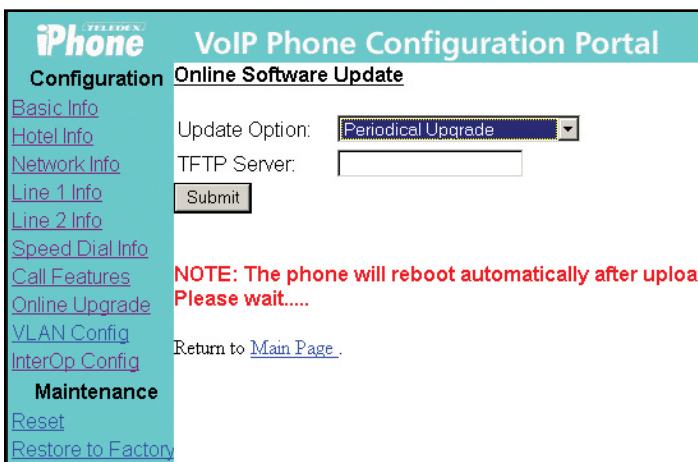 TELEDEX
iPhone
VoIP Phone Configuration Portal
Configuration
Basic Info
Hotel Info
Network Info
Line 1 Info
Line 2 Info
Speed Dial Info
Call Features
Online Upgrade
VLAN Config
InterOp Config
Maintenance
Reset
Restore to Factory
Online Software Update
Update Option: Periodical Upgrade
TFTP Server:
Submit
NOTE: The phone will reboot automatically after uploa
Please wait.....
Return to Main Page .